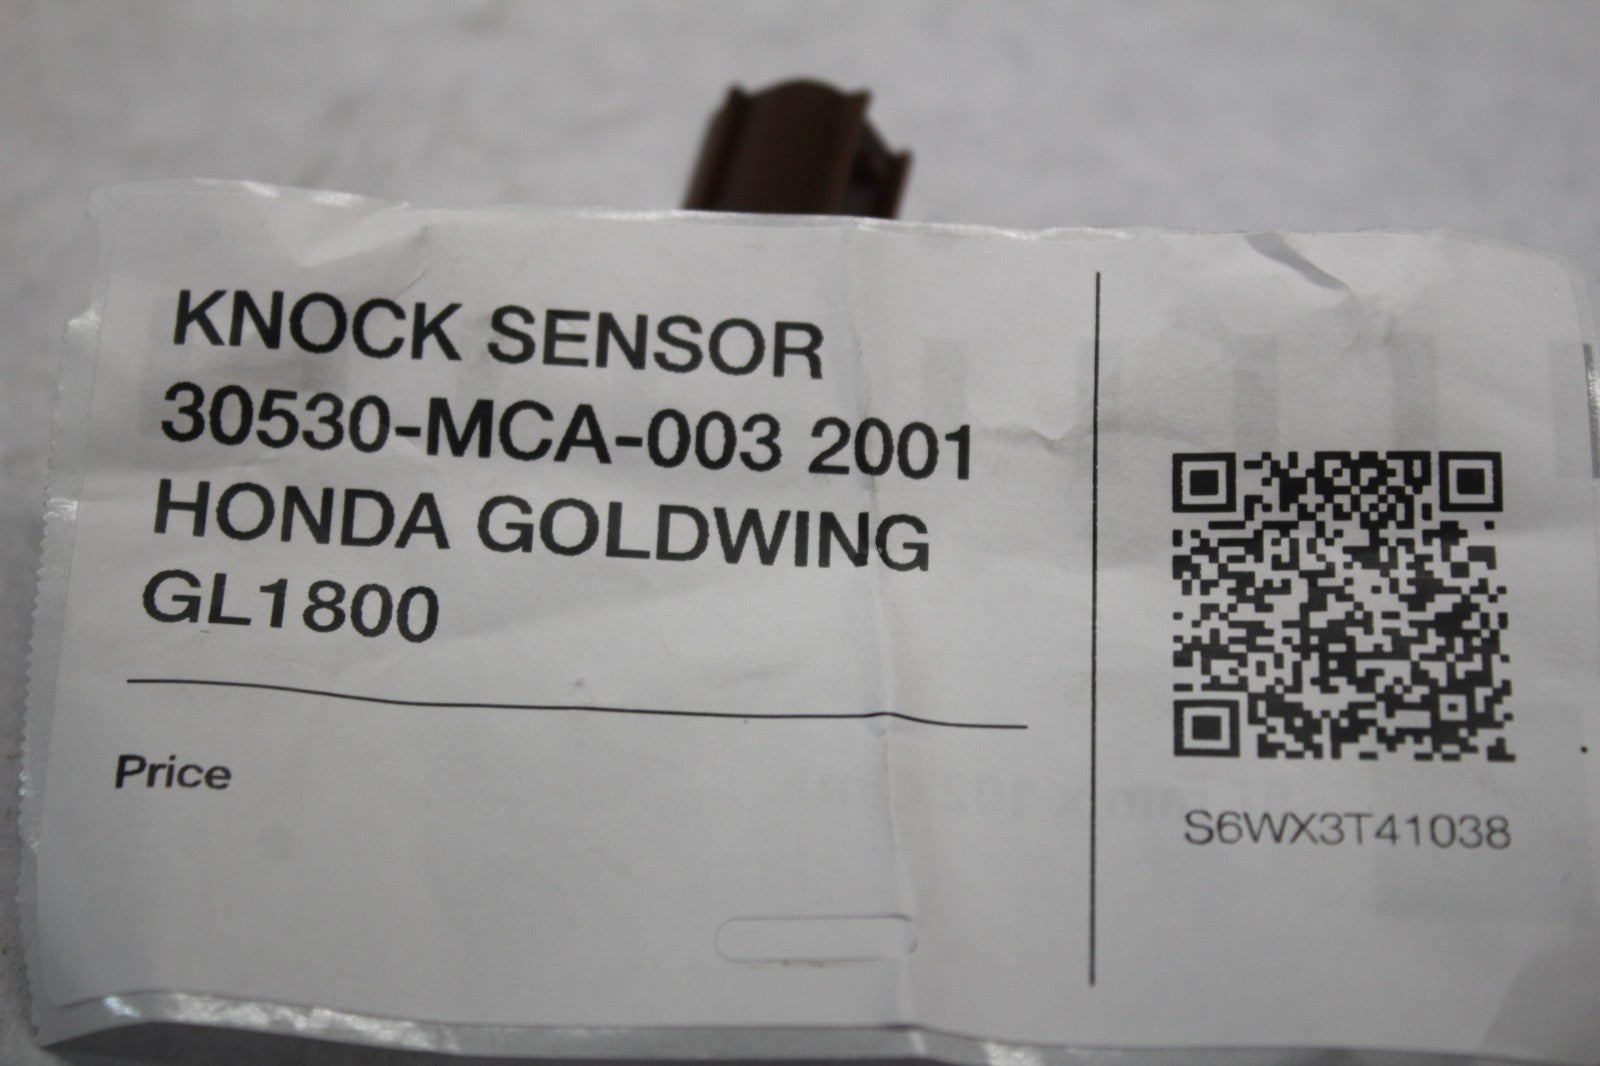 KNOCK SENSOR
30530-MCA-003 2001
HONDA GOLDWING
GL1800
Price
S6WX3T41038